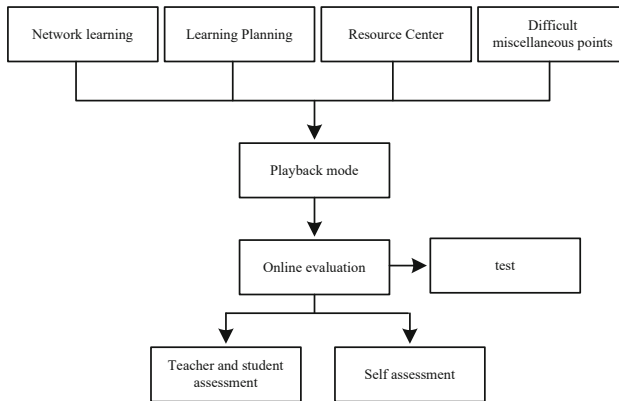 Network learning
Learning Planning
Resource Center
Difficult
miscellaneous points
Playback mode
Online evaluation
test
Teacher and student
assessment
Self assessment